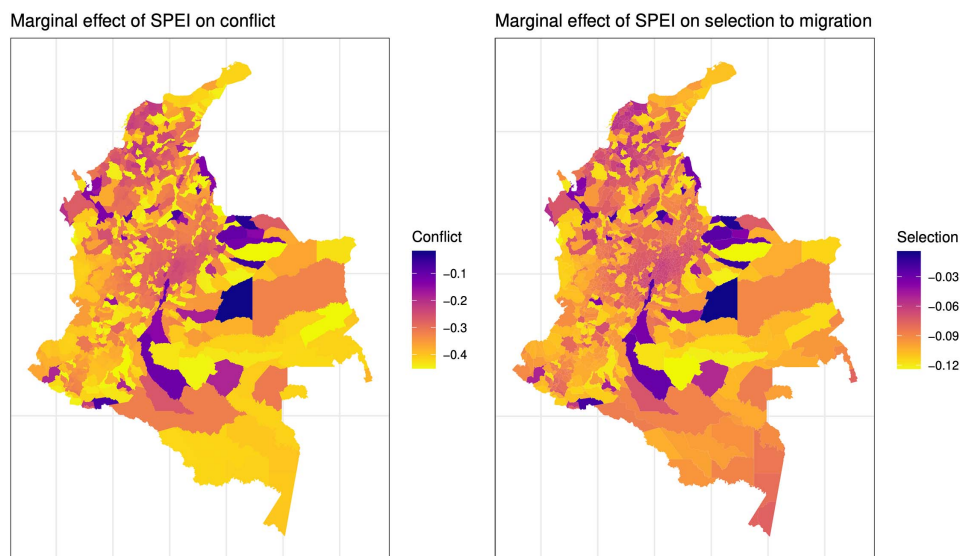 Marginal effect of SPEI on conflict
Marginal effect of SPEI on selection to migration
Conflict
−0.1
−0.2
−0.3
−0.4
Selection
−0.03
−0.06
−0.09
−0.12